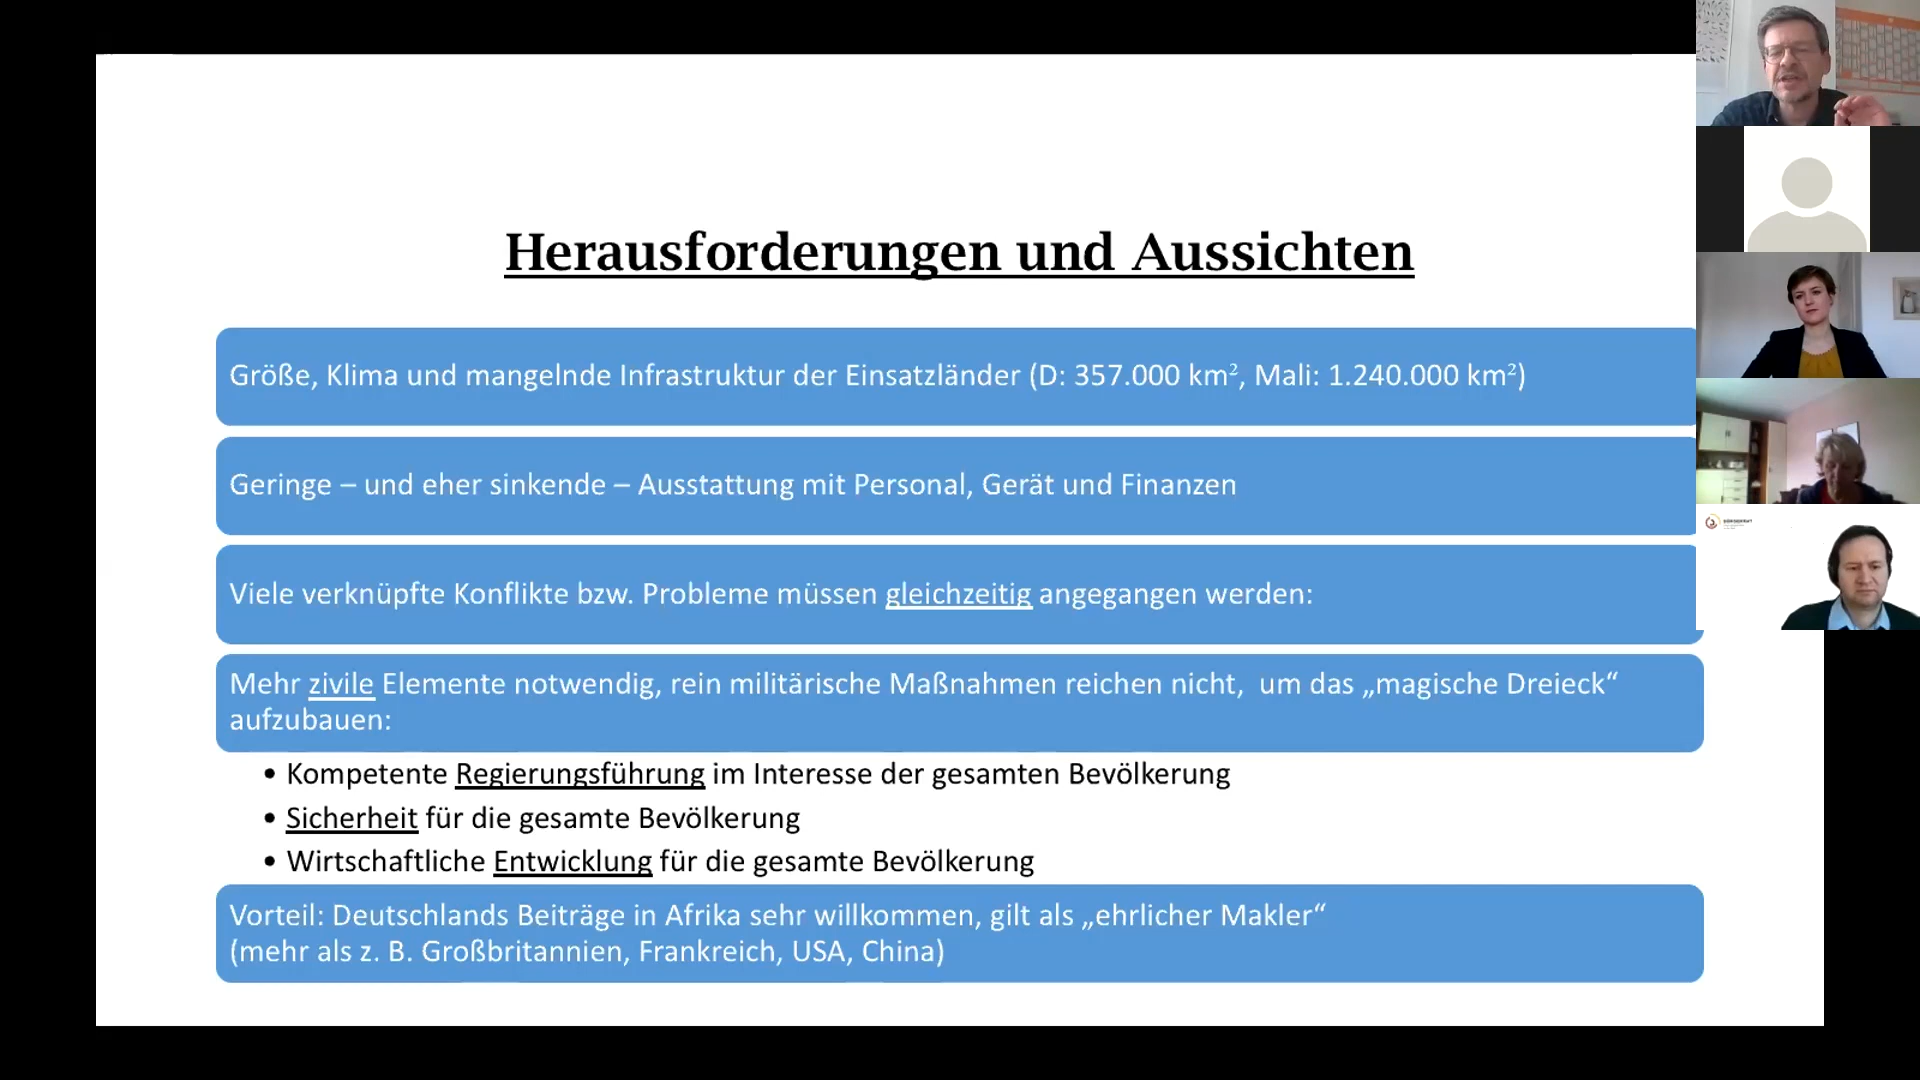 Herausforderungen und Aussichten
Größe, Klima und mangelnde Infrastruktur der Einsatzländer (D: 357.000 km², Mali: 1.240.000 km²)
Geringe – und eher sinkende – Ausstattung mit Personal, Gerät und Finanzen
Viele verknüpfte Konflikte bzw. Probleme müssen gleichzeitig angegangen werden:
Mehr zivile Elemente notwendig, rein militärische Maßnahmen reichen nicht,  um das „magische Dreieck“
aufzubauen:
• Kompetente Regierungsführung im Interesse der gesamten Bevölkerung
• Sicherheit für die gesamte Bevölkerung
• Wirtschaftliche Entwicklung für die gesamte Bevölkerung
Vorteil: Deutschlands Beiträge in Afrika sehr willkommen, gilt als „ehrlicher Makler“
(mehr als z. B. Großbritannien, Frankreich, USA, China)